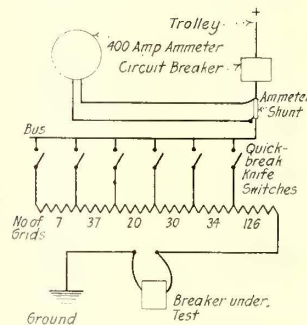 +
Trolley
400 Amp Ammeter
Circuit Breaker
Ammeter
Shunt
Bus
Quick-
break
Knife
Switches
No of
Grids
7 37 20 30 34 126
Breaker under
Test
Ground